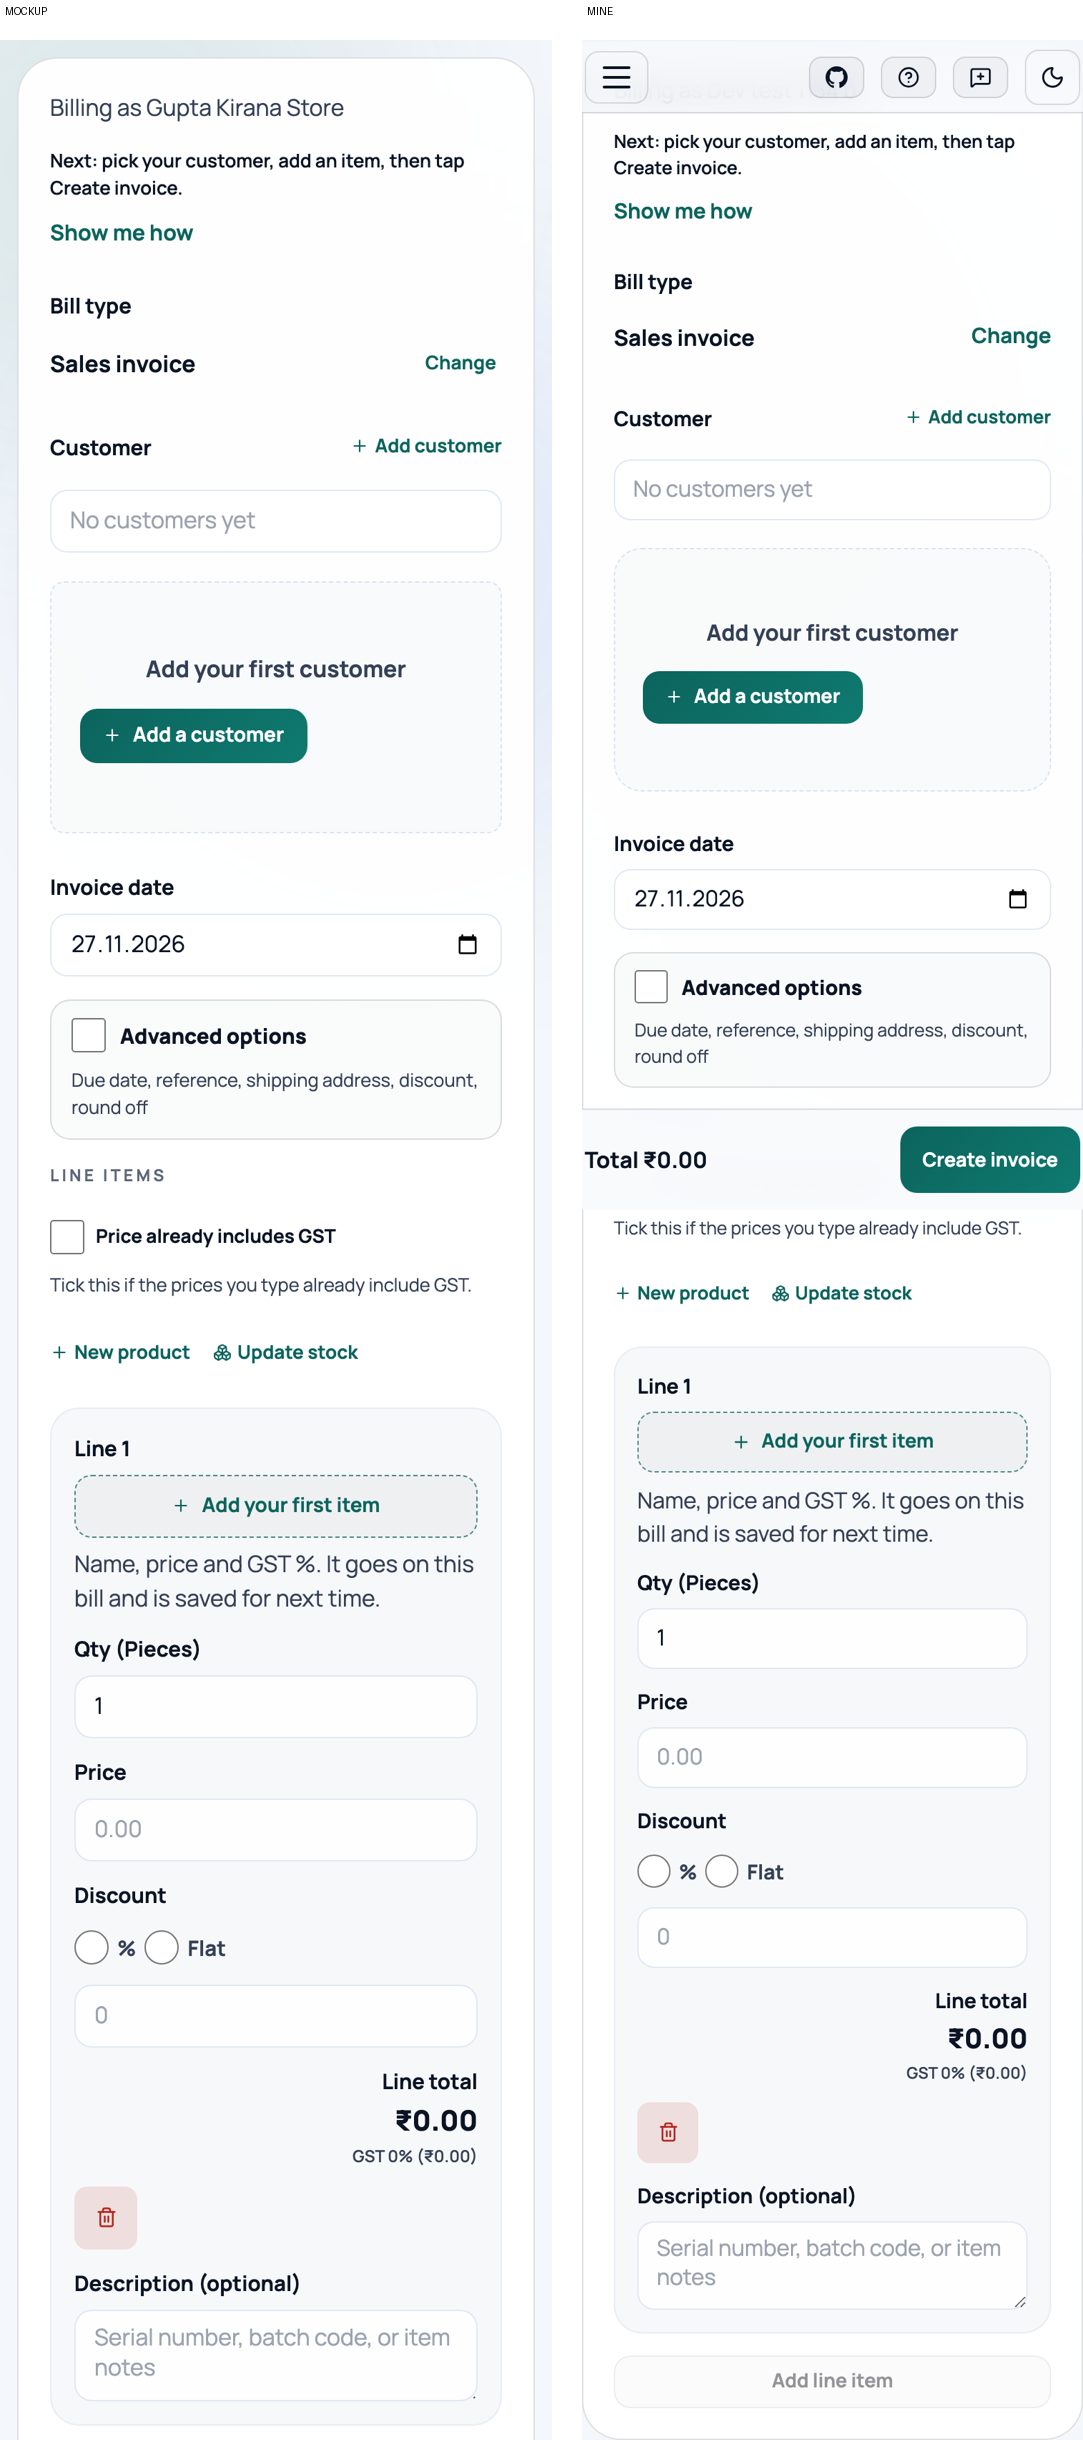 MOCKUP
Billing as Gupta Kirana Store
Next: pick your customer, add an item, then tap
Create invoice.
Show me how
Bill type
Sales invoice
Change
Customer
+ Add customer
No customers yet
Add your first customer
+ Add a customer
Invoice date
27.11.2026
Advanced options
Due date, reference, shipping address, discount,
round off
LINE ITEMS
Price already includes GST
Tick this if the prices you type already include GST.
+ New product
Update stock
Line 1
+ Add your first item
Name, price and GST %. It goes on this
bill and is saved for next time.
Qty (Pieces)
1
Price
0.00
Discount
%
Flat
0
Line total
₹0.00
GST 0% (₹0.00)
Description (optional)
Serial number, batch code, or item
notes
MINE
Next: pick your customer, add an item, then tap
Create invoice.
Show me how
Bill type
Sales invoice
Change
Customer
+ Add customer
No customers yet
Add your first customer
+ Add a customer
Invoice date
27.11.2026
Advanced options
Due date, reference, shipping address, discount,
round off
Total ₹0.00
Create invoice
Tick this if the prices you type already include GST.
+ New product
Update stock
Line 1
+ Add your first item
Name, price and GST %. It goes on this
bill and is saved for next time.
Qty (Pieces)
1
Price
0.00
Discount
%
Flat
0
Line total
₹0.00
GST 0% (₹0.00)
Description (optional)
Serial number, batch code, or item
notes
Add line item